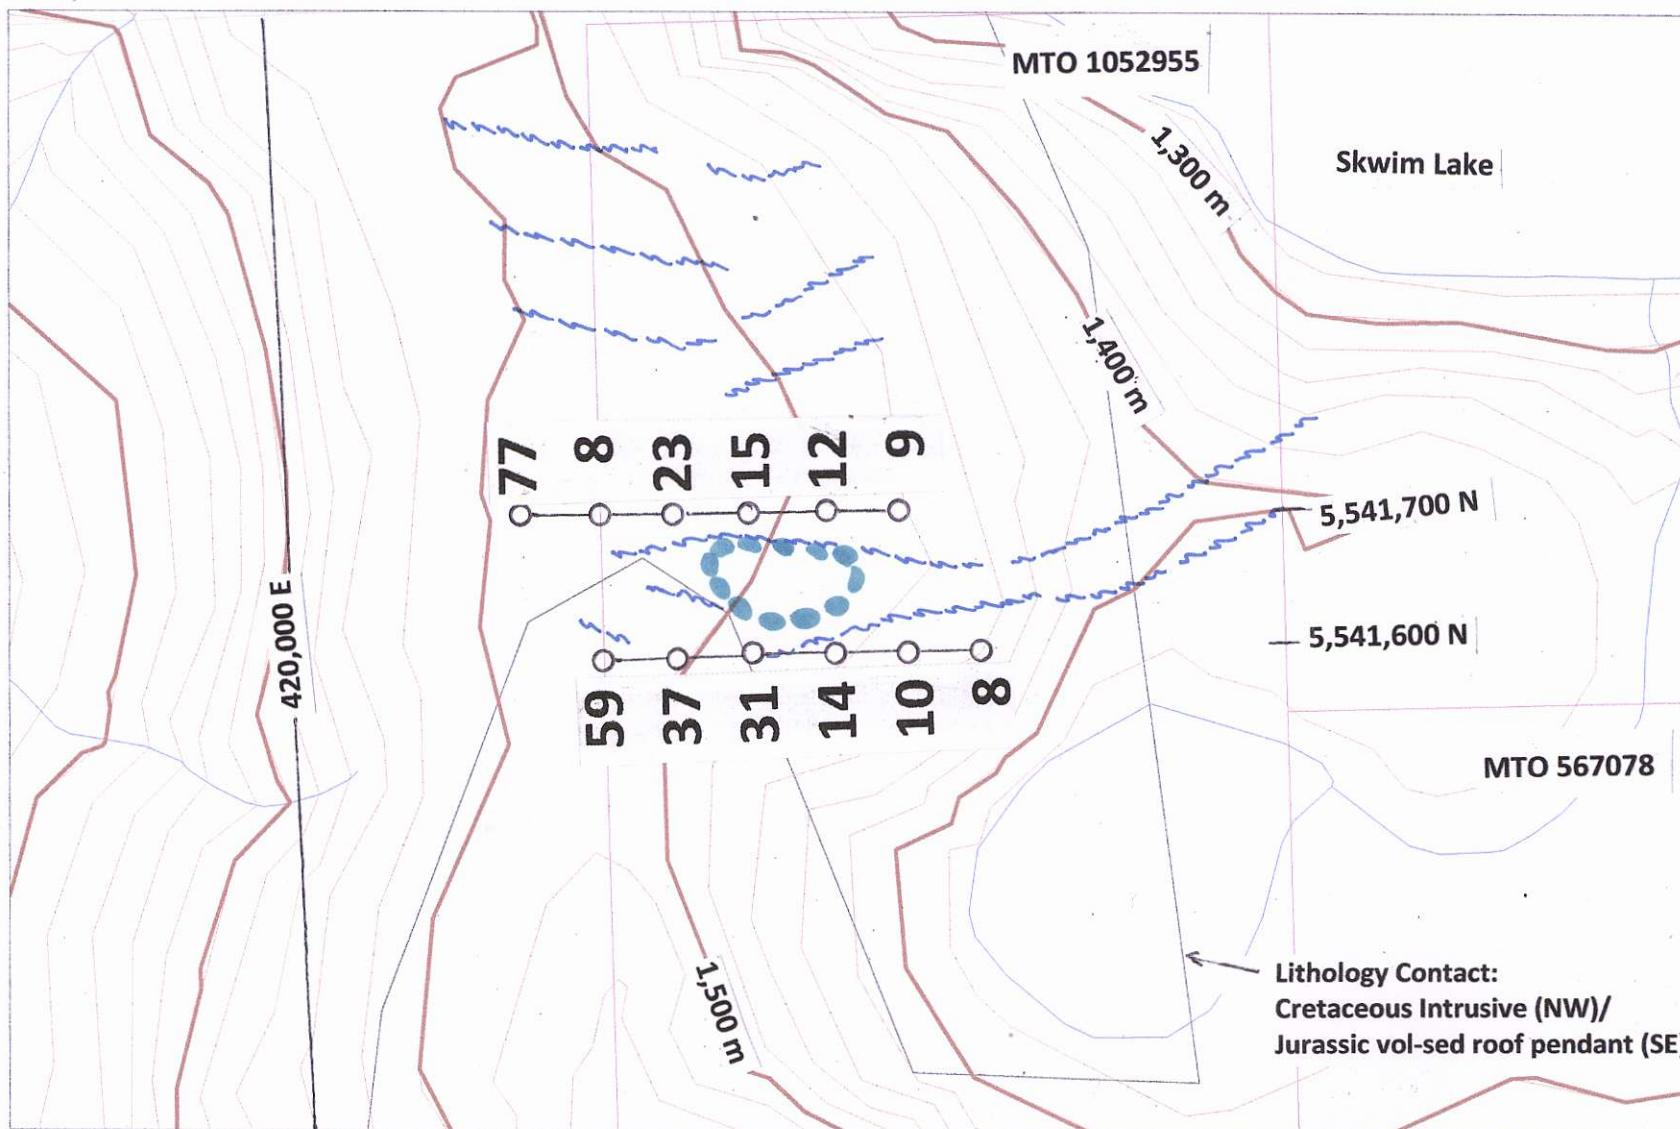 MTO 1052955
1,300 m
Skwim Lake
1,400 m
77
8
23
15
12
9
5,541,700 N
420,000 E
5,541,600 N
59
37
31
14
10
8
MTO 567078
1,500 m
Lithology Contact:
Cretaceous Intrusive (NW)/
Jurassic vol-sed roof pendant (SE)